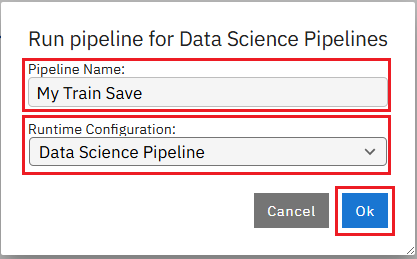 Run pipeline for Data Science Pipelines
Pipeline Name:
My Train Save
Runtime Configuration:
Data Science Pipeline
Cancel
Ok